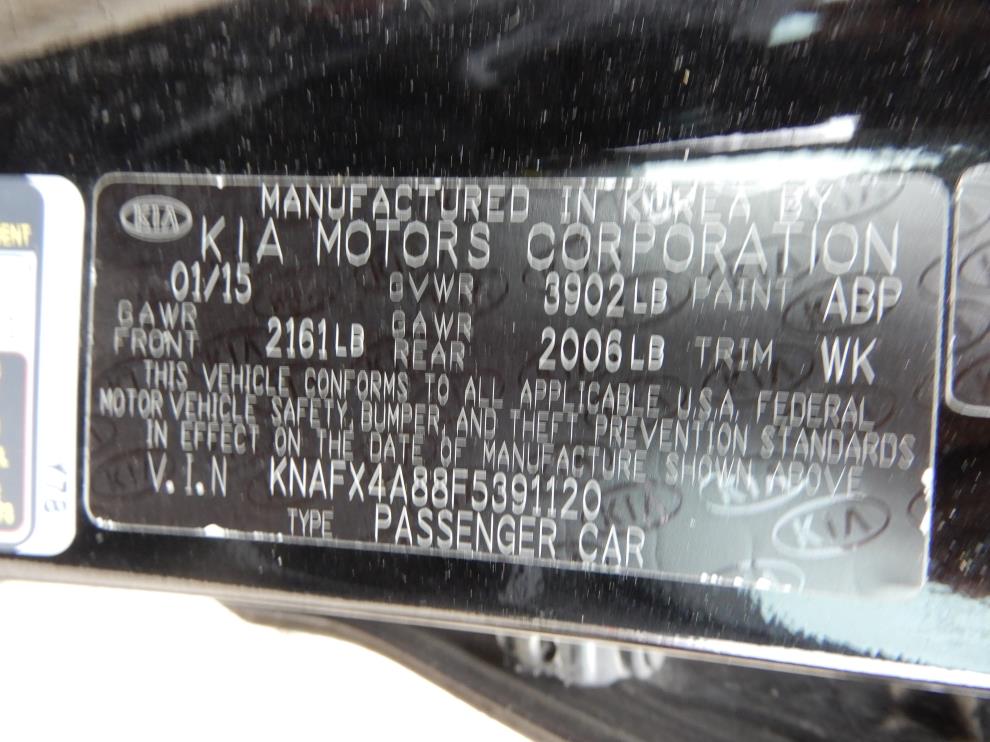 MANUFACTURED IN KOREA BY
KIA KIA MOTORS CORPORATION
01/15 GVWR 3902LB PAINT ABP
GAWR FRONT 2161LB GAWR REAR 2006LB TRIM WK
THIS VEHICLE CONFORMS TO ALL APPLICABLE U.S.A. FEDERAL
MOTOR VEHICLE SAFETY, BUMPER, AND THEFT PREVENTION STANDARDS
IN EFFECT ON THE DATE OF MANUFACTURE SHOWN ABOVE
V.I.N KNAFX4A88F5391120
TYPE PASSENGER CAR
KIA